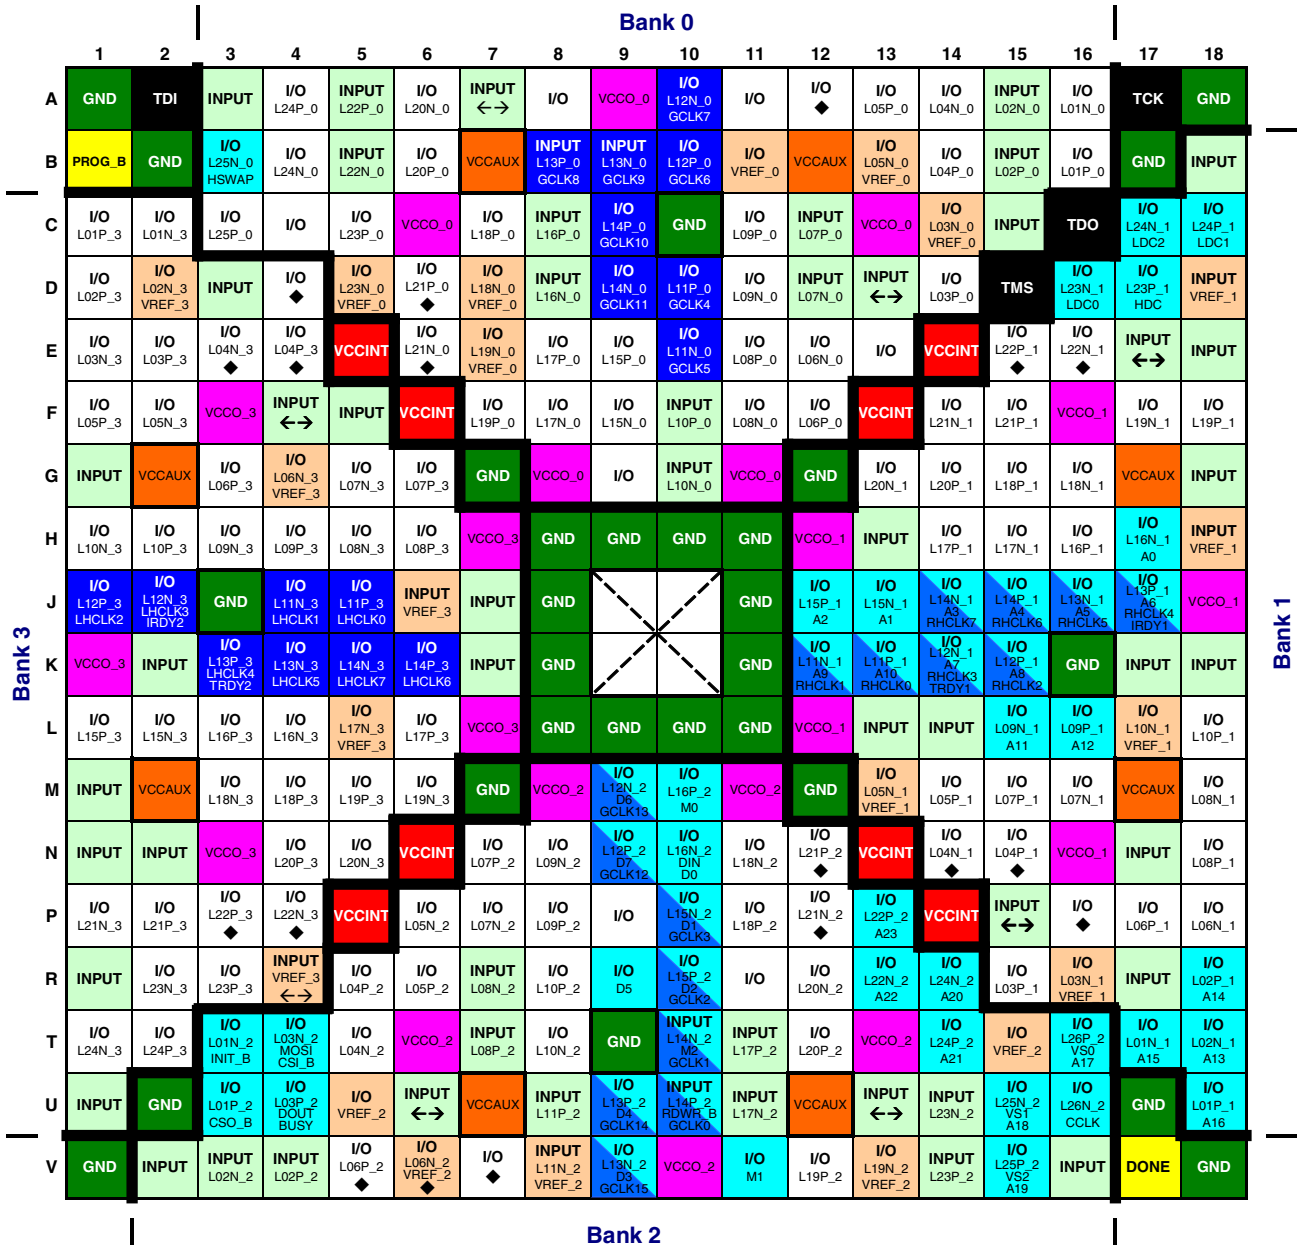 Bank 0
1 2 3 4 5 6 7 8 9 10 11 12 13 14 15 16 17 18
A GND TDI INPUT I/O L24P_0 INPUT L22P_0 I/O L20N_0 INPUT ←→ I/O VCCO_0 I/O L12N_0 GCLK7 I/O I/O ◆ I/O L05P_0 I/O L04N_0 INPUT L02N_0 I/O L01N_0 TCK GND
B PROG_B GND I/O L25N_0 HSWAP I/O L24N_0 INPUT L22N_0 I/O L20P_0 VCCAUX INPUT L13P_0 GCLK8 INPUT L13N_0 GCLK9 I/O L12P_0 GCLK6 I/O VREF_0 VCCAUX I/O L05N_0 VREF_0 I/O L04P_0 INPUT L02P_0 I/O L01P_0 GND INPUT
C I/O L01P_3 I/O L01N_3 I/O L25P_0 I/O I/O L23P_0 VCCO_0 I/O L18P_0 INPUT L16P_0 I/O L14P_0 GCLK10 GND I/O L09P_0 INPUT L07P_0 VCCO_0 I/O L03N_0 VREF_0 INPUT TDO I/O L24N_1 LDC2 I/O L24P_1 LDC1
D I/O L02P_3 I/O L02N_3 VREF_3 INPUT I/O ◆ I/O L23N_0 VREF_0 I/O L21P_0 ◆ I/O L18N_0 VREF_0 INPUT L16N_0 I/O L14N_0 GCLK11 I/O L11P_0 GCLK4 I/O L09N_0 INPUT L07N_0 INPUT ←→ I/O L03P_0 TMS I/O L23N_1 LDC0 I/O L23P_1 HDC INPUT VREF_1
E I/O L03N_3 I/O L03P_3 I/O L04N_3 ◆ I/O L04P_3 ◆ VCCINT I/O L21N_0 ◆ I/O L19N_0 VREF_0 I/O L17P_0 I/O L15P_0 I/O L11N_0 GCLK5 I/O L08P_0 I/O L06N_0 I/O VCCINT I/O L22P_1 ◆ I/O L22N_1 ◆ INPUT ←→ INPUT
F I/O L05P_3 I/O L05N_3 VCCO_3 INPUT ←→ INPUT VCCINT I/O L19P_0 I/O L17N_0 I/O L15N_0 INPUT L10P_0 I/O L08N_0 I/O L06P_0 VCCINT I/O L21N_1 I/O L21P_1 VCCO_1 I/O L19N_1 I/O L19P_1
G INPUT VCCAUX I/O L06P_3 I/O L06N_3 VREF_3 I/O L07N_3 I/O L07P_3 GND VCCO_0 I/O INPUT L10N_0 VCCO_0 GND I/O L20N_1 I/O L20P_1 I/O L18P_1 I/O L18N_1 VCCAUX INPUT
H I/O L10N_3 I/O L10P_3 I/O L09N_3 I/O L09P_3 I/O L08N_3 I/O L08P_3 VCCO_3 GND GND GND GND VCCO_1 INPUT I/O L17P_1 I/O L17N_1 I/O L16P_1 I/O L16N_1 A0 INPUT VREF_1
J I/O L12P_3 LHCLK2 I/O L12N_3 LHCLK3 IRDY2 GND I/O L11N_3 LHCLK1 I/O L11P_3 LHCLK0 INPUT VREF_3 INPUT GND GND I/O L15P_1 A2 I/O L15N_1 A1 I/O L14N_1 A3 RHCLK7 I/O L14P_1 A4 RHCLK6 I/O L13N_1 A5 RHCLK5 I/O L13P_1 A6 RHCLK4 IRDY1 VCCO_1
Bank 3
Bank 1
K VCCO_3 INPUT I/O L13P_3 LHCLK4 TRDY2 I/O L13N_3 LHCLK5 I/O L14N_3 LHCLK7 I/O L14P_3 LHCLK6 INPUT GND GND I/O L11N_1 A9 RHCLK1 I/O L11P_1 A10 RHCLK0 I/O L12N_1 A7 RHCLK3 TRDY1 I/O L12P_1 A8 RHCLK2 GND INPUT INPUT
L I/O L15P_3 I/O L15N_3 I/O L16P_3 I/O L16N_3 I/O L17N_3 VREF_3 I/O L17P_3 VCCO_3 GND GND GND GND VCCO_1 INPUT INPUT I/O L09N_1 A11 I/O L09P_1 A12 I/O L10N_1 VREF_1 I/O L10P_1
M INPUT VCCAUX I/O L18N_3 I/O L18P_3 I/O L19P_3 I/O L19N_3 GND VCCO_2 I/O L12N_2 D6 GCLK13 I/O L16P_2 M0 VCCO_2 GND I/O L05N_1 VREF_1 I/O L05P_1 I/O L07P_1 I/O L07N_1 VCCAUX I/O L08N_1
N INPUT INPUT VCCO_3 I/O L20P_3 I/O L20N_3 VCCINT I/O L07P_2 I/O L09N_2 I/O L12P_2 D7 GCLK12 I/O L16N_2 DIN D0 I/O L18N_2 I/O L21P_2 ◆ VCCINT I/O L04N_1 ◆ I/O L04P_1 ◆ VCCO_1 INPUT I/O L08P_1
P I/O L21N_3 I/O L21P_3 I/O L22P_3 ◆ I/O L22N_3 ◆ VCCINT I/O L05N_2 I/O L07N_2 I/O L09P_2 I/O I/O L15N_2 D1 GCLK3 I/O L18P_2 I/O L21N_2 ◆ I/O L22P_2 A23 VCCINT INPUT ←→ I/O ◆ I/O L06P_1 I/O L06N_1
R INPUT I/O L23N_3 I/O L23P_3 INPUT VREF_3 ←→ I/O L04P_2 I/O L05P_2 INPUT L08N_2 I/O L10P_2 I/O D5 I/O L15P_2 D2 GCLK2 I/O I/O L20N_2 I/O L22N_2 A22 I/O L24N_2 A20 I/O L03P_1 I/O L03N_1 VREF_1 INPUT I/O L02P_1 A14
T I/O L24N_3 I/O L24P_3 I/O L01N_2 INIT_B I/O L03N_2 MOSI CSI_B I/O L04N_2 VCCO_2 INPUT L08P_2 I/O L10N_2 GND INPUT L14N_2 M2 GCLK1 INPUT L17P_2 I/O L20P_2 VCCO_2 I/O L24P_2 A21 I/O VREF_2 I/O L26P_2 VS0 A17 I/O L01N_1 A15 I/O L02N_1 A13
U INPUT GND I/O L01P_2 CSO_B I/O L03P_2 DOUT BUSY I/O VREF_2 INPUT ←→ VCCAUX INPUT L11P_2 I/O L13P_2 D4 GCLK14 INPUT L14P_2 RDWR_B GCLK0 INPUT L17N_2 VCCAUX INPUT ←→ INPUT L23N_2 I/O L25N_2 VS1 A18 I/O L26N_2 CCLK GND I/O L01P_1 A16
V GND INPUT INPUT L02N_2 INPUT L02P_2 I/O L06P_2 ◆ I/O L06N_2 VREF_2 ◆ I/O ◆ INPUT L11N_2 VREF_2 I/O L13N_2 D3 GCLK15 VCCO_2 I/O M1 I/O L19P_2 I/O L19N_2 VREF_2 INPUT L23P_2 I/O L25P_2 VS2 A19 INPUT DONE GND
Bank 2